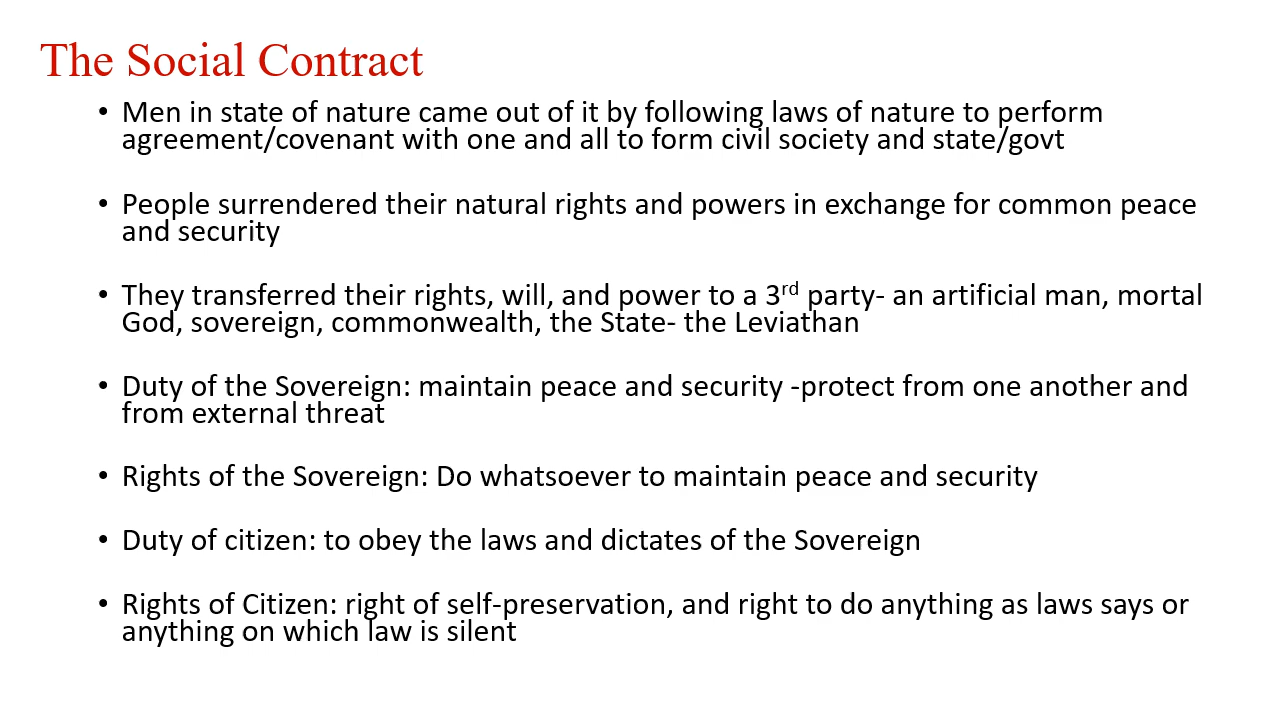 The Social Contract
• Men in state of nature came out of it by following laws of nature to perform
agreement/covenant with one and all to form civil society and state/govt
• People surrendered their natural rights and powers in exchange for common peace
and security
• They transferred their rights, will, and power to a 3rd party- an artificial man, mortal
God, sovereign, commonwealth, the State- the Leviathan
• Duty of the Sovereign: maintain peace and security -protect from one another and
from external threat
• Rights of the Sovereign: Do whatsoever to maintain peace and security
• Duty of citizen: to obey the laws and dictates of the Sovereign
• Rights of Citizen: right of self-preservation, and right to do anything as laws says or
anything on which law is silent